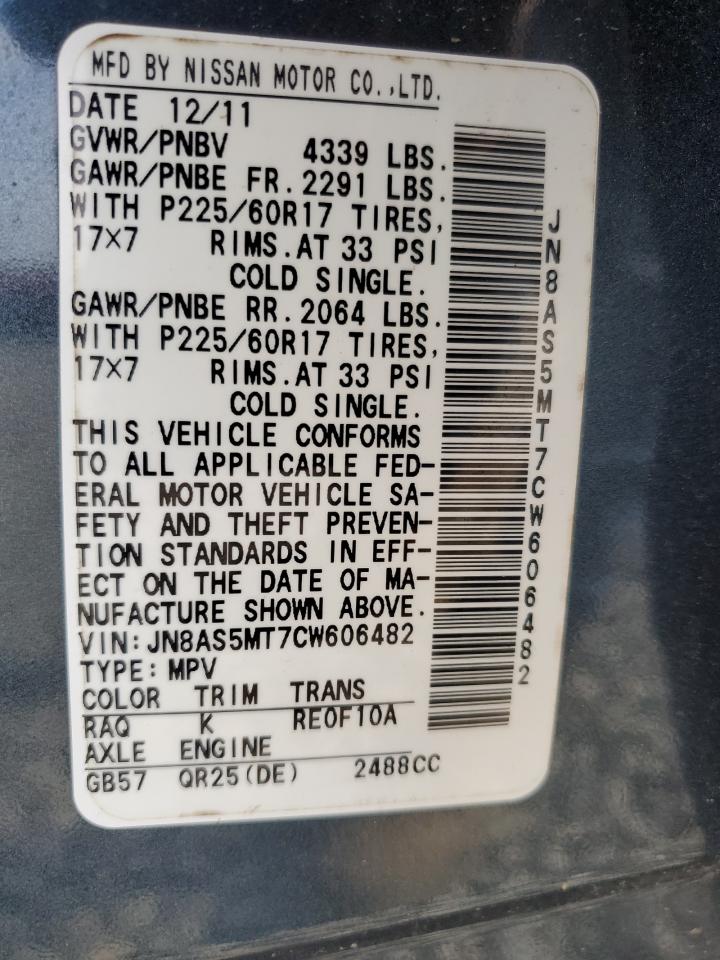 MFD BY NISSAN MOTOR CO.,LTD.
DATE 12/11
GVWR/PNBV 4339 LBS.
GAWR/PNBE FR.2291 LBS.
WITH P225/60R17 TIRES,
17×7 RIMS.AT 33 PSI
COLD SINGLE.
GAWR/PNBE RR.2064 LBS.
WITH P225/60R17 TIRES,
17×7 RIMS.AT 33 PSI
COLD SINGLE.
THIS VEHICLE CONFORMS
TO ALL APPLICABLE FED-
ERAL MOTOR VEHICLE SA-
FETY AND THEFT PREVEN-
TION STANDARDS IN EFF-
ECT ON THE DATE OF MA-
NUFACTURE SHOWN ABOVE.
VIN:JN8AS5MT7CW606482
TYPE:MPV
COLOR TRIM TRANS
RAQ K RE0F10A
AXLE ENGINE
GB57 QR25(DE) 2488CC
JN8AS5MT7CW606482